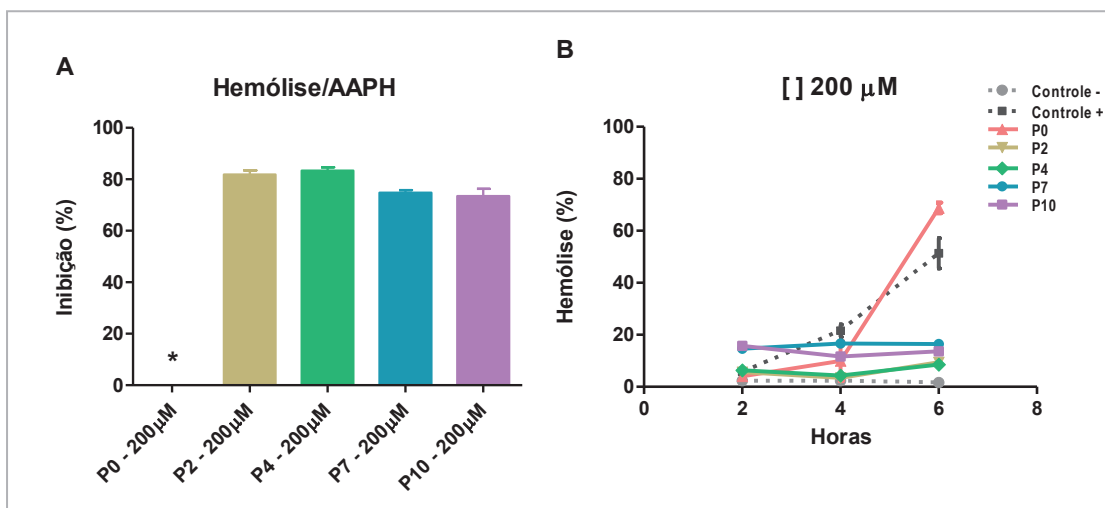 A
Hemólise/AAPH
Inibição (%)
100
80
60
40
20
0
*
P0 - 200µM
P2 - 200µM
P4 - 200µM
P7 - 200µM
P10 - 200µM
B
[ ] 200 µM
Hemólise (%)
100
80
60
40
20
0
0
2
4
6
8
Horas
Controle -
Controle +
P0
P2
P4
P7
P10